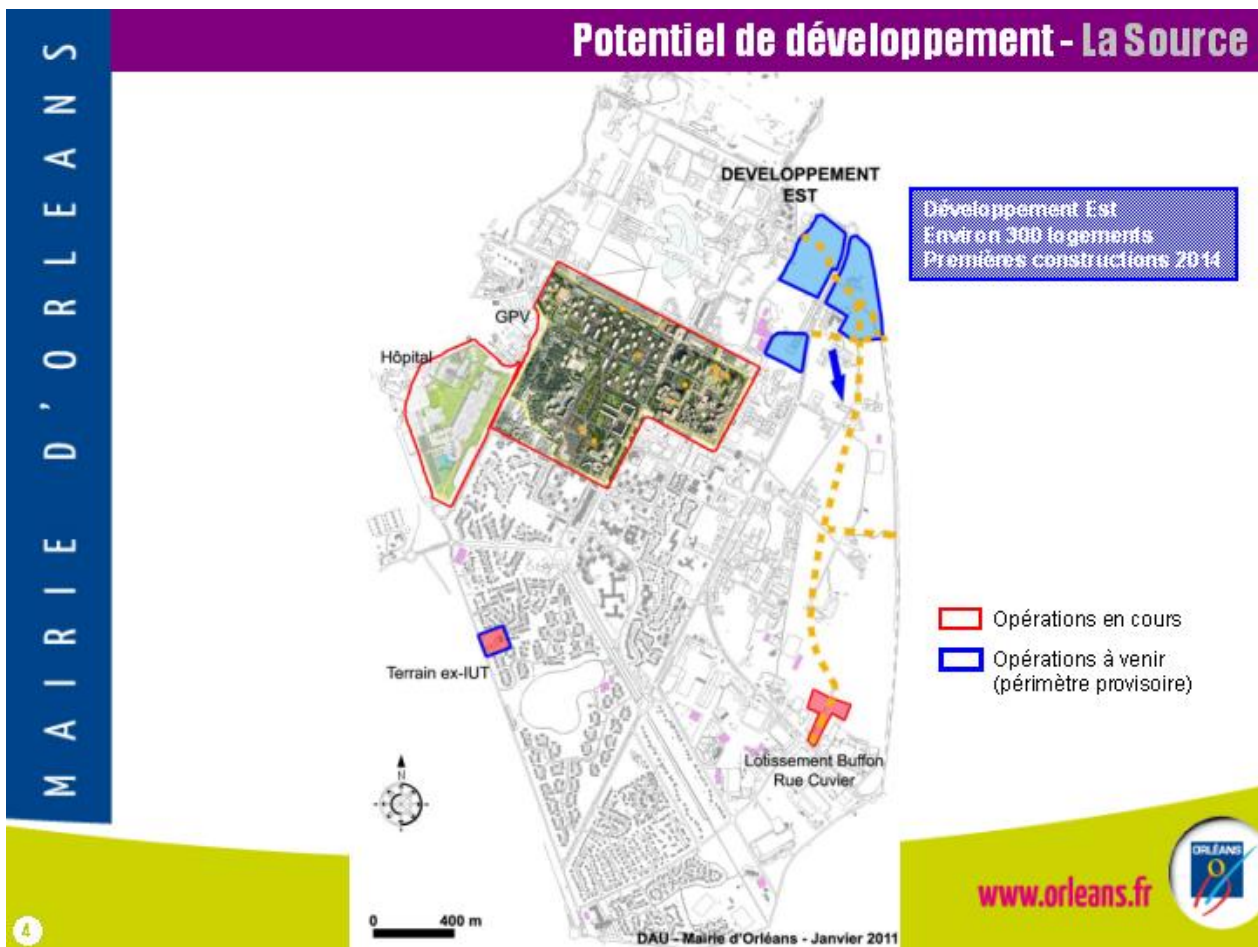 MAIRIE D'ORLEANS
Potentiel de développement - La Source
DEVELOPPEMENT
EST
Développement Est
Environ 300 logements
Premières constructions 2014
GPV
Hôpital
Opérations en cours
Opérations à venir
(périmètre provisoire)
Terrain ex-IUT
Lotissement Buffon
Rue Cuvier
N
ORLÉANS
www.orleans.fr
0 400 m
DAU - Mairie d'Orléans - Janvier 2011
4